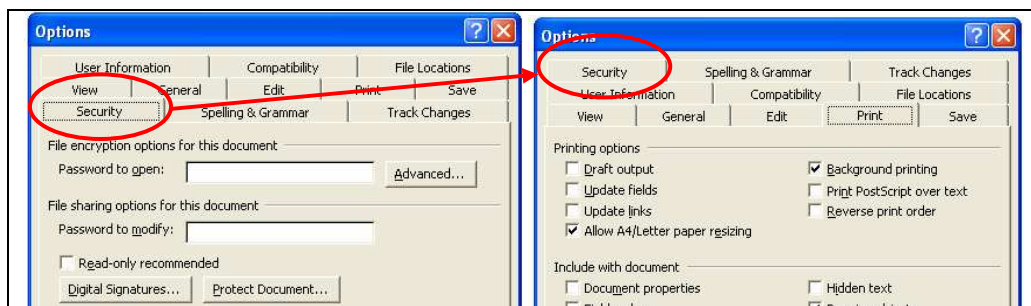 Options
User Information Compatibility File Locations
View General Edit Print Save
Security Spelling & Grammar Track Changes
File encryption options for this document
Password to open: Advanced...
File sharing options for this document
Password to modify:
Read-only recommended
Digital Signatures... Protect Document...
Options
Security Spelling & Grammar Track Changes
User Information Compatibility File Locations
View General Edit Print Save
Printing options
Draft output Background printing
Update fields Print PostScript over text
Update links Reverse print order
Allow A4/Letter paper resizing
Include with document
Document properties Hidden text